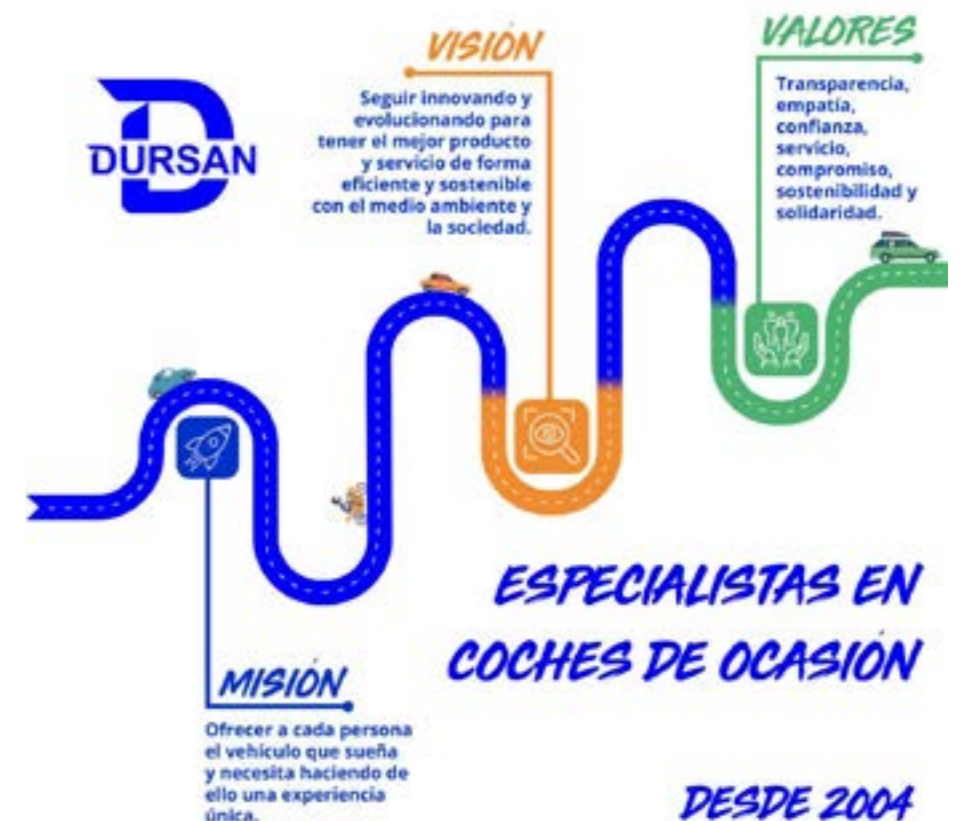 DURSAN
VISIÓN
Seguir innovando y
evolucionando para
tener el mejor producto
y servicio de forma
eficiente y sostenible
con el medio ambiente y
la sociedad.
VALORES
Transparencia,
empatía,
confianza,
servicio,
compromiso,
sostenibilidad y
solidaridad.
MISIÓN
Ofrecer a cada persona
el vehículo que sueña
y necesita haciendo de
ello una experiencia
única.
ESPECIALISTAS EN
COCHES DE OCASIÓN
DESDE 2004